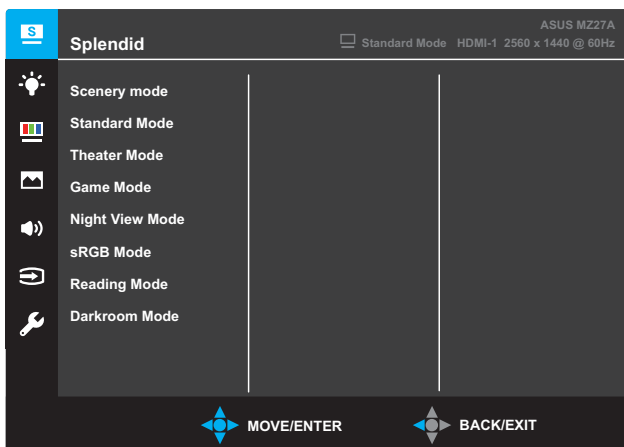 S
ASUS MZ27A
Splendid
Standard Mode HDMI-1 2560 x 1440 @ 60Hz
Scenery mode
Standard Mode
Theater Mode
Game Mode
Night View Mode
sRGB Mode
Reading Mode
Darkroom Mode
MOVE/ENTER
BACK/EXIT